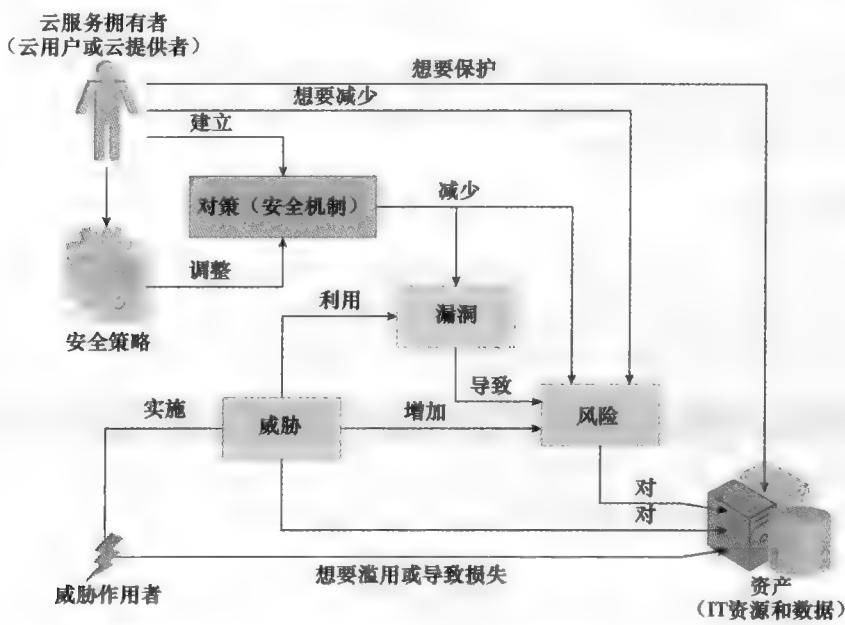 云服务拥有者
（云用户或云提供者）
想要保护
想要减少
建立
对策（安全机制）
减少
调整
安全策略
利用
漏洞
导致
实施
威胁
增加
风险
对
对
想要滥用或导致损失
威胁作用者
资产
（IT资源和数据）